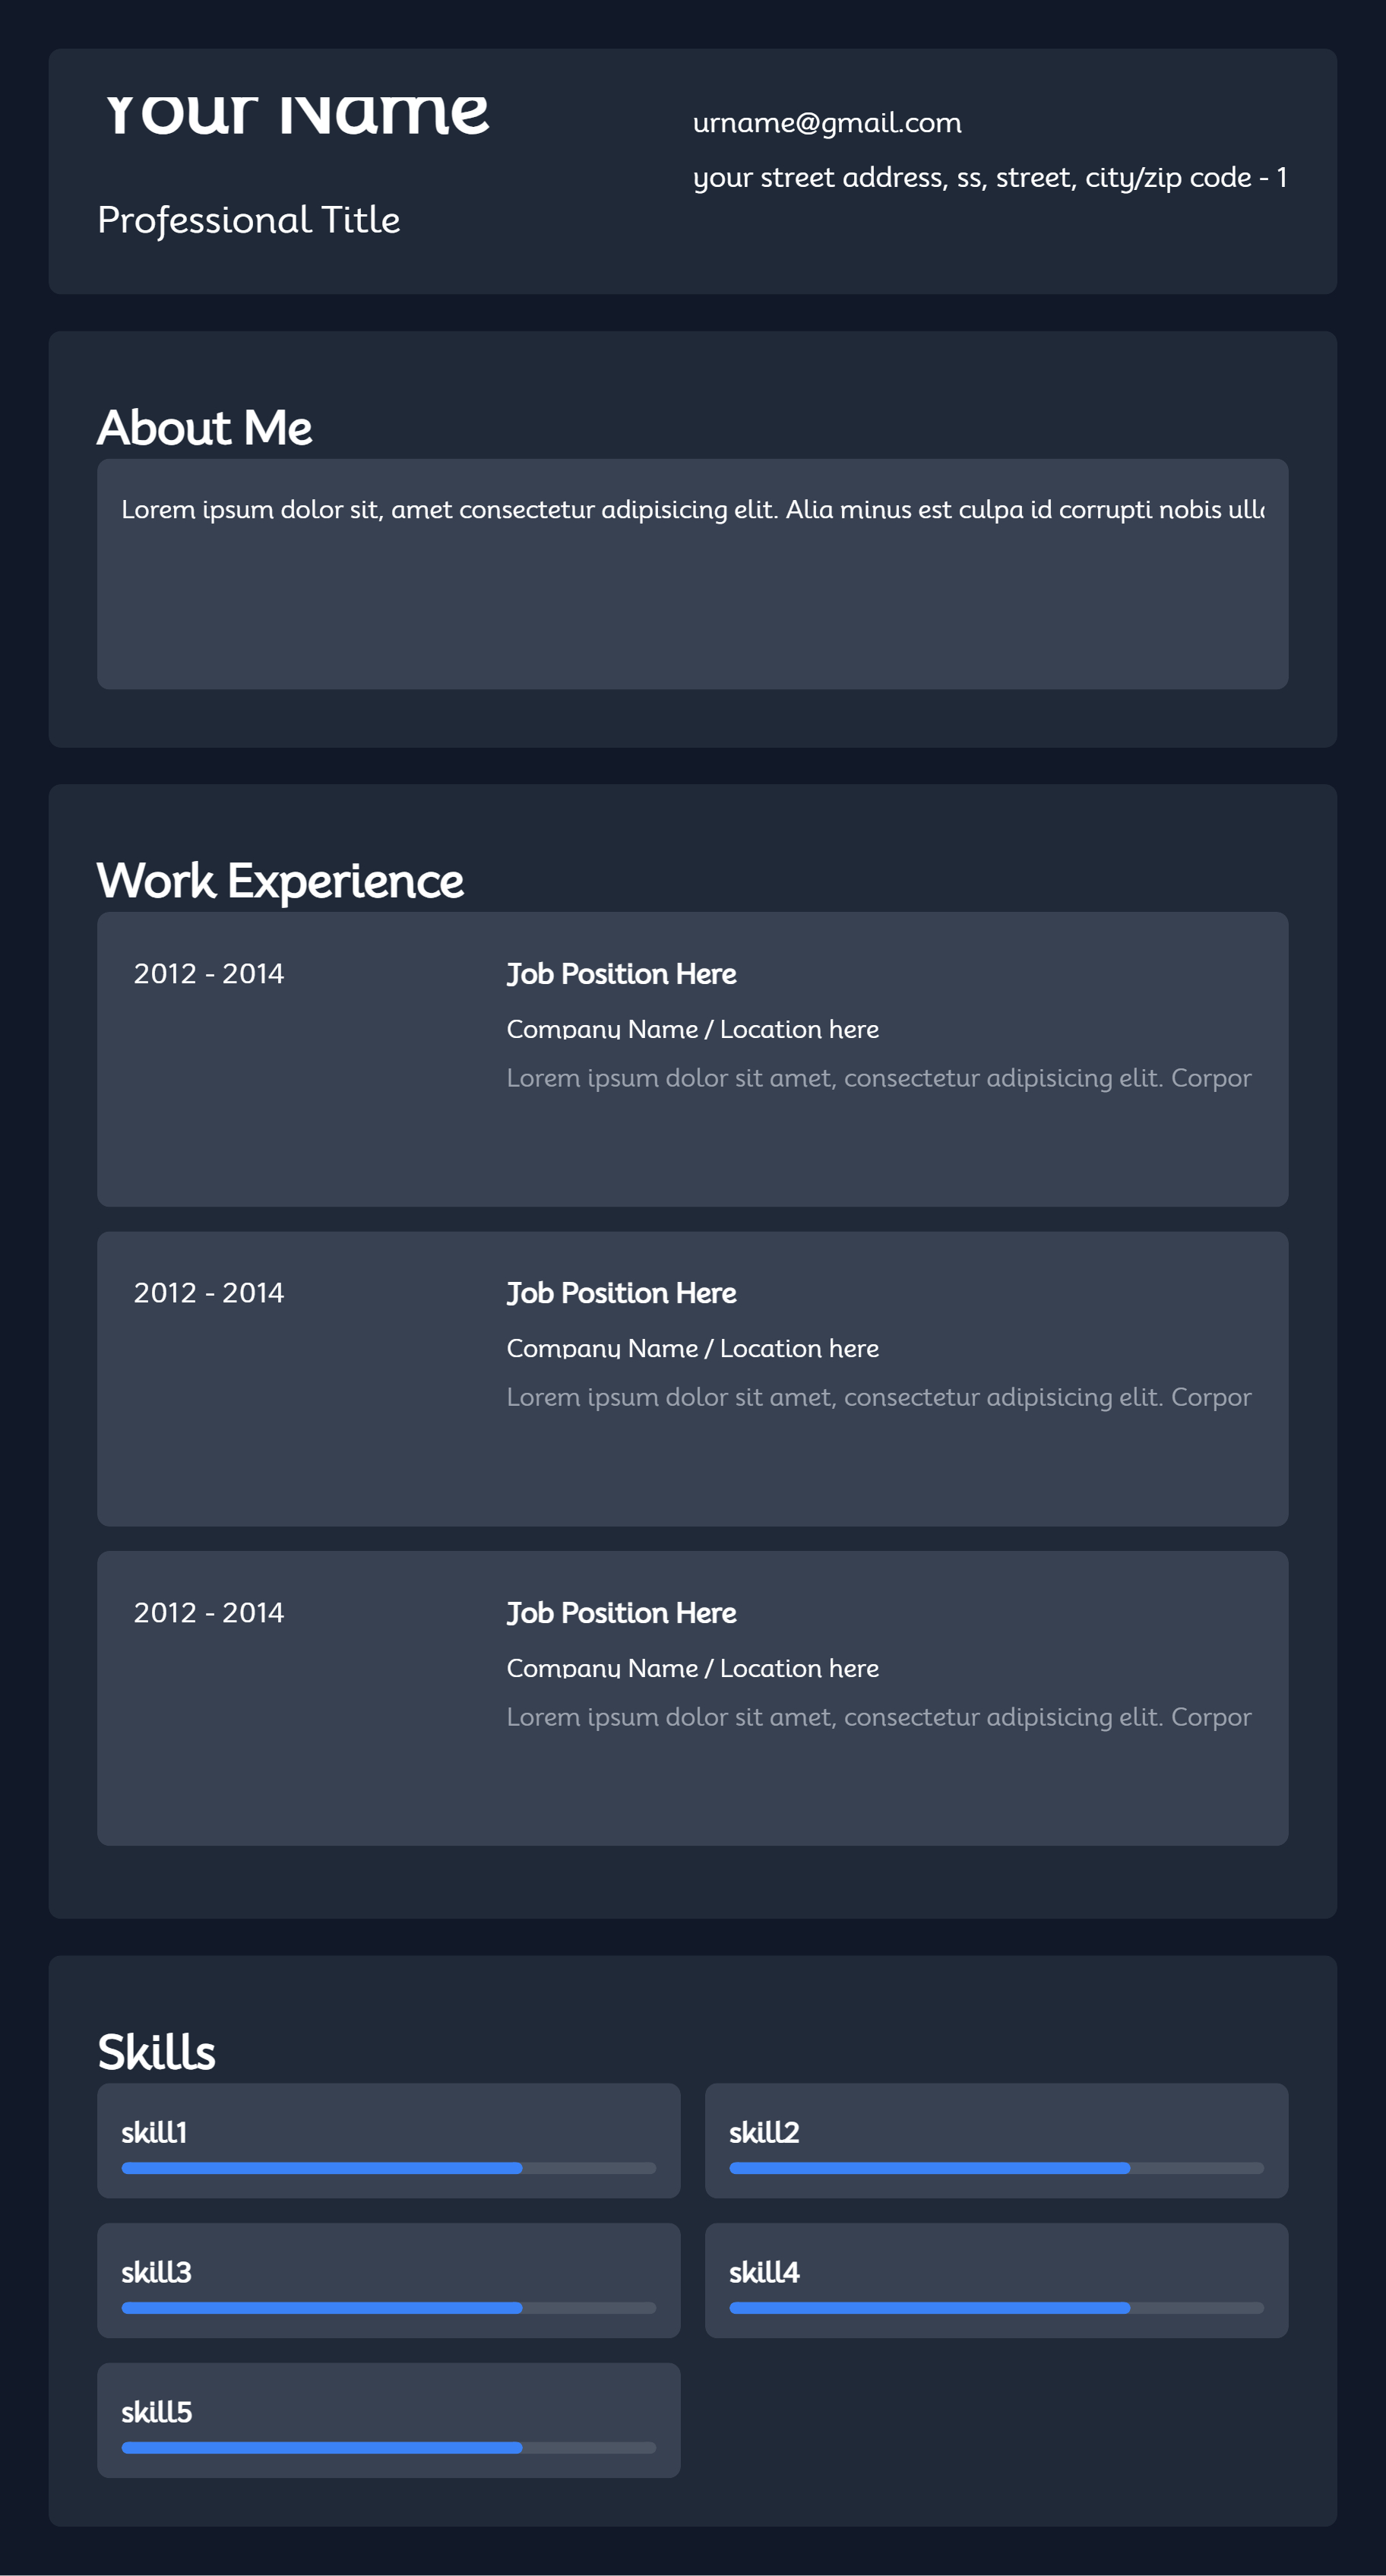 Your Name
Professional Title
urname@gmail.com
your street address, ss, street, city/zip code - 1
About Me
Lorem ipsum dolor sit, amet consectetur adipisicing elit. Alia minus est culpa id corrupti nobis
Work Experience
2012 - 2014
Job Position Here
Company Name / Location here
Lorem ipsum dolor sit amet, consectetur adipisicing elit. Corpor
2012 - 2014
Job Position Here
Company Name / Location here
Lorem ipsum dolor sit amet, consectetur adipisicing elit. Corpor
2012 - 2014
Job Position Here
Company Name / Location here
Lorem ipsum dolor sit amet, consectetur adipisicing elit. Corpor
Skills
skill1
skill2
skill3
skill4
skill5